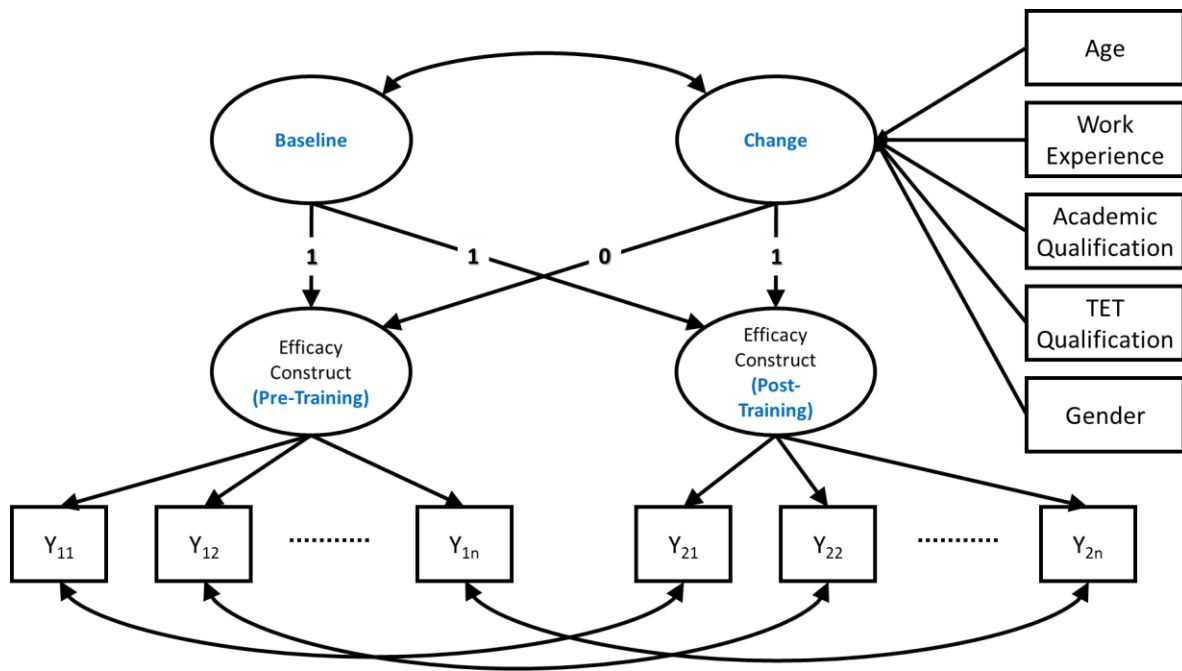 Age
Baseline
Change
Work
Experience
Academic
Qualification
1
1
0
1
TET
Qualification
Efficacy
Construct
(Pre-Training)
Efficacy
Construct
(Post-
Training)
Gender
Y11
Y12
...........
Y1n
Y21
Y22
...........
Y2n